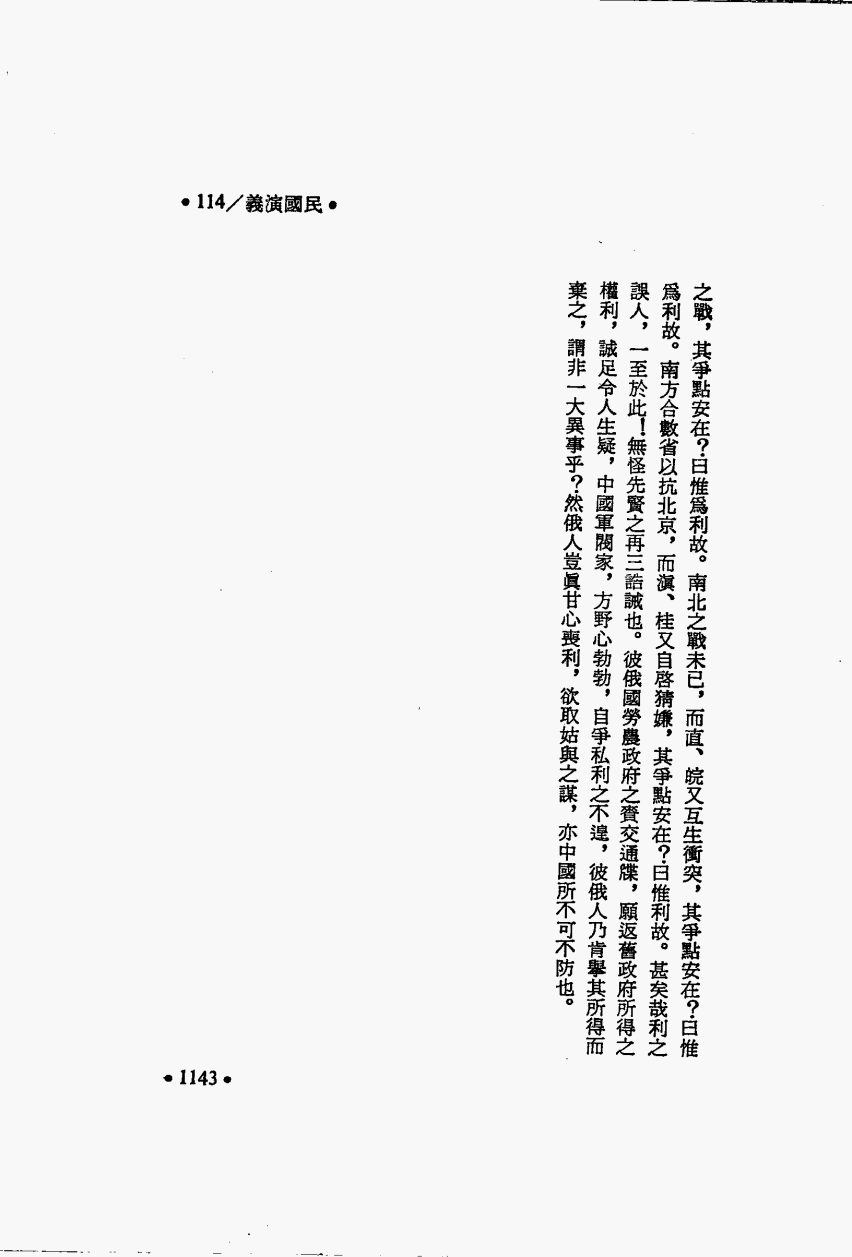 •114／義演國民•
之戰，其爭點安在？曰惟爲利故。南北之戰未已，而直、皖又互生衝突，其爭點安在？曰惟
爲利故。南方合數省以抗北京，而滇、桂又自啓猜嫌，其爭點安在？曰惟利故。甚矣哉利之
誤人，一至於此！無怪先賢之再三誥誡也。彼俄國勞農政府之賚交通牒，願返舊政府所得之
權利，誠足令人生疑，中國軍閥家，方野心勃勃，自爭私利之不遑，彼俄人乃肯擧其所得而
棄之，謂非一大異事乎？然俄人豈眞甘心喪利，欲取姑與之謀，亦中國所不可不防也。
•1143•